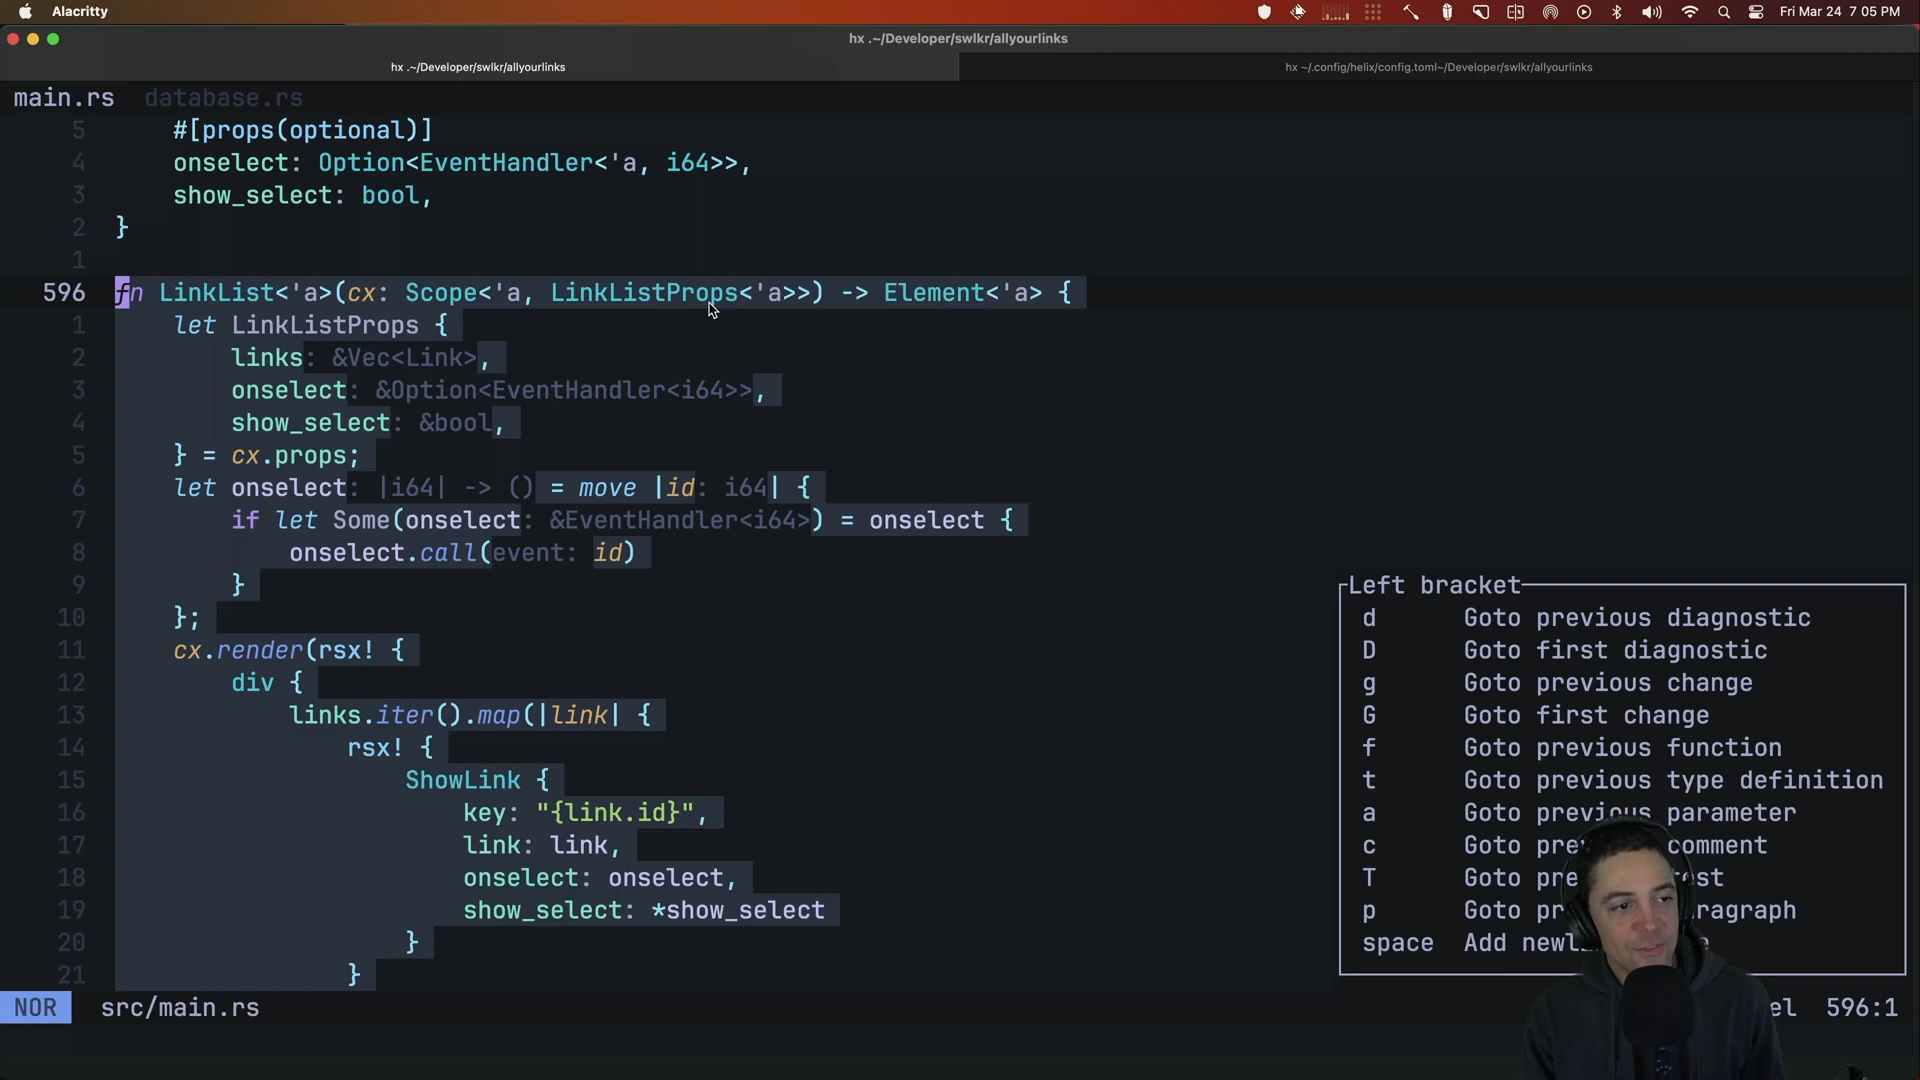 Alacritty
Fri Mar 24 7:05 PM
hx .~/Developer/swlkr/allyourlinks
hx .~/Developer/swlkr/allyourlinks
hx ~/.config/helix/config.toml~/Developer/swlkr/allyourlinks
main.rs database.rs
5 #[props(optional)]
4 onselect: Option<EventHandler<'a, i64>>,
3 show_select: bool,
2 }
1
596 fn LinkList<'a>(cx: Scope<'a, LinkListProps<'a>>) -> Element<'a> {
1 let LinkListProps {
2 links: &Vec<Link>,
3 onselect: &Option<EventHandler<i64>>,
4 show_select: &bool,
5 } = cx.props;
6 let onselect: |i64| -> () = move |id: i64| {
7 if let Some(onselect: &EventHandler<i64>) = onselect {
8 onselect.call(event: id)
9 }
10 };
11 cx.render(rsx! {
12 div {
13 links.iter().map(|link| {
14 rsx! {
15 ShowLink {
16 key: "{link.id}",
17 link: link,
18 onselect: onselect,
19 show_select: *show_select
20 }
21 }
Left bracket
d Goto previous diagnostic
D Goto first diagnostic
g Goto previous change
G Goto first change
f Goto previous function
t Goto previous type definition
a Goto previous parameter
c Goto comment
T Goto
p Goto
space Add
NOR src/main.rs
596:1